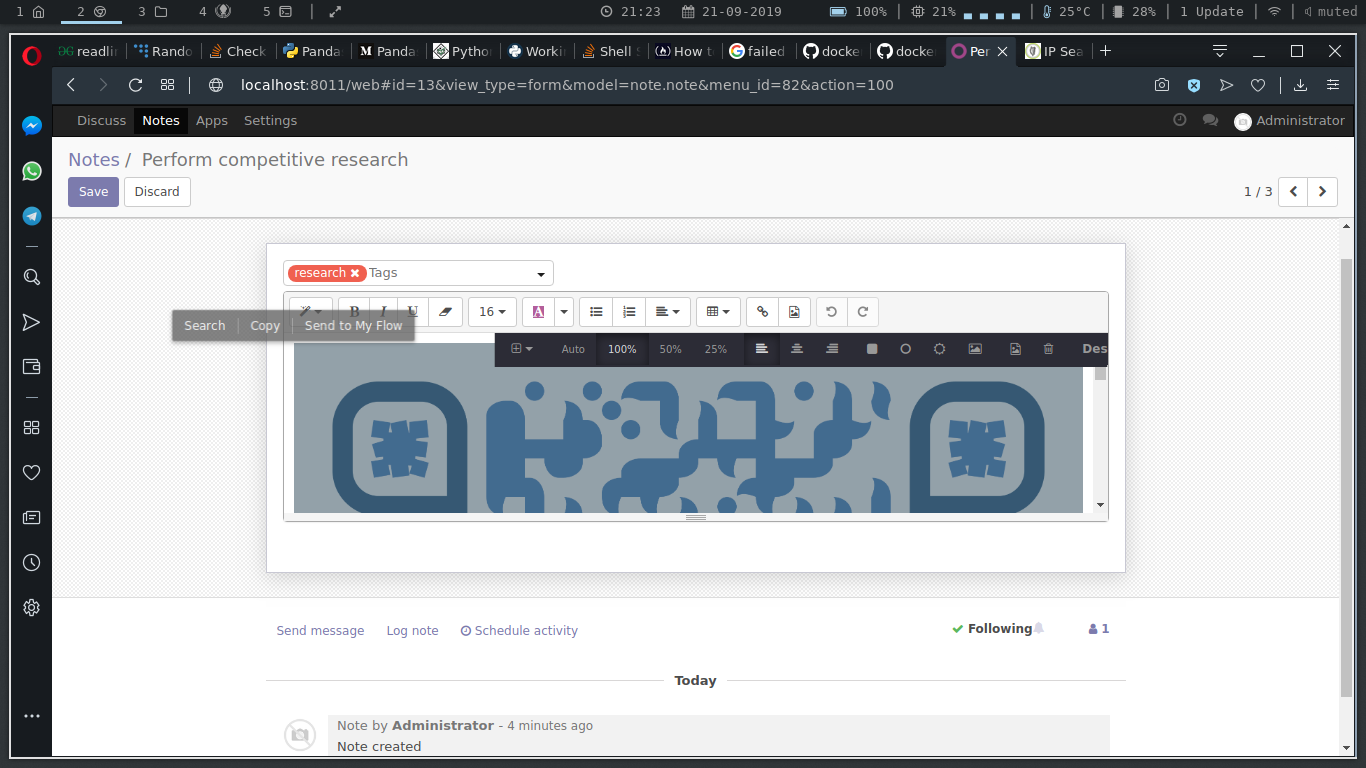 1 2 3 4 5 21:23 21-09-2019 100% 21% 25°C 28% 1 Update muted
readli Rando Check Panda Panda Pytho Worki Shell S How t failed docke docke Per IP Sea
localhost:8011/web#id=13&view_type=form&model=note.note&menu_id=82&action=100
Discuss Notes Apps Settings Administrator
Notes / Perform competitive research
Save Discard 1 / 3
research Tags
B I U 16 A
Search Copy Send to My Flow
Auto 100% 50% 25% Des
Send message Log note Schedule activity Following 1
Today
Note by Administrator - 4 minutes ago
Note created